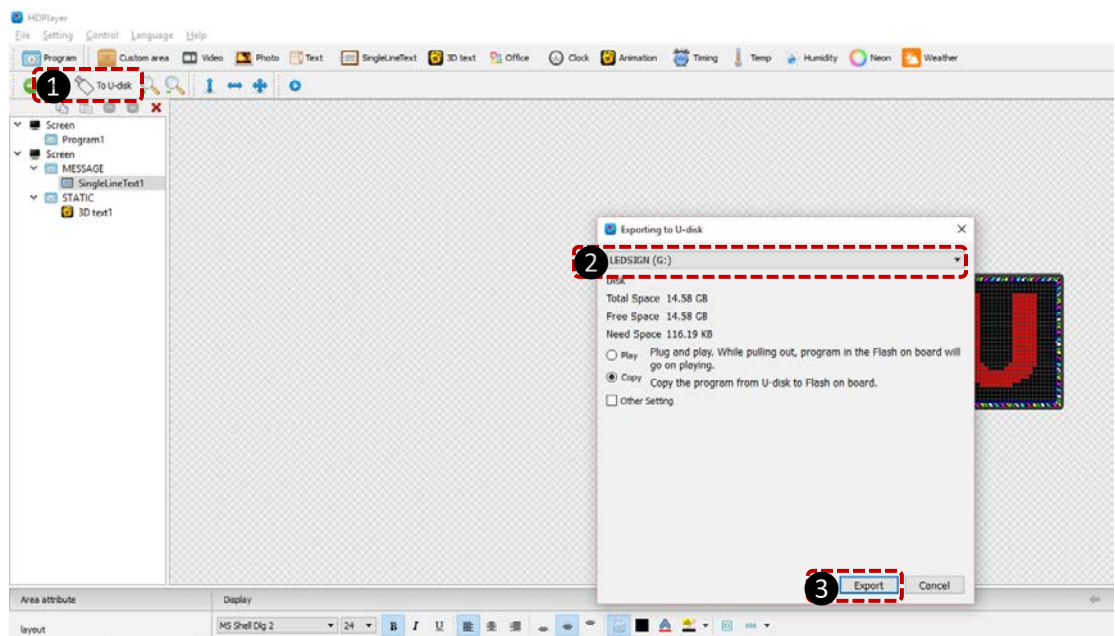 HDPlayer
File Setting Control Language Help
Program Custom area Video Photo Text SingleLineText 3D text Office Clock Animation Timing Temp Humidity Neon Weather
1 To U-disk
Screen
Program1
Screen
MESSAGE
SingleLineText1
STATIC
3D text1
Exporting to U-disk
2 LEDSIGN (G:)
Disk
Total Space 14.58 GB
Free Space 14.58 GB
Need Space 116.19 KB
Play Plug and play. While pulling out, program in the Flash on board will
go on playing.
Copy Copy the program from U-disk to Flash on board.
Other Setting
U
3 Export Cancel
Area attribute Display
layout MS Shell Dlg 2 24 B I U